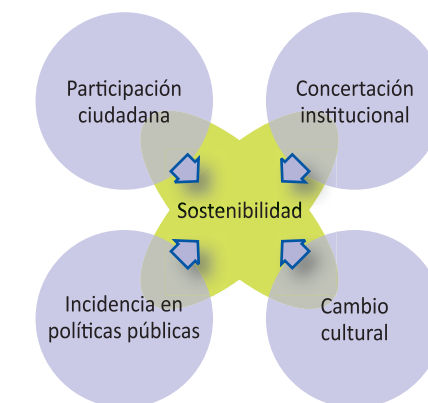 Participación
ciudadana
Concertación
institucional
Sostenibilidad
Incidencia en
políticas públicas
Cambio
cultural